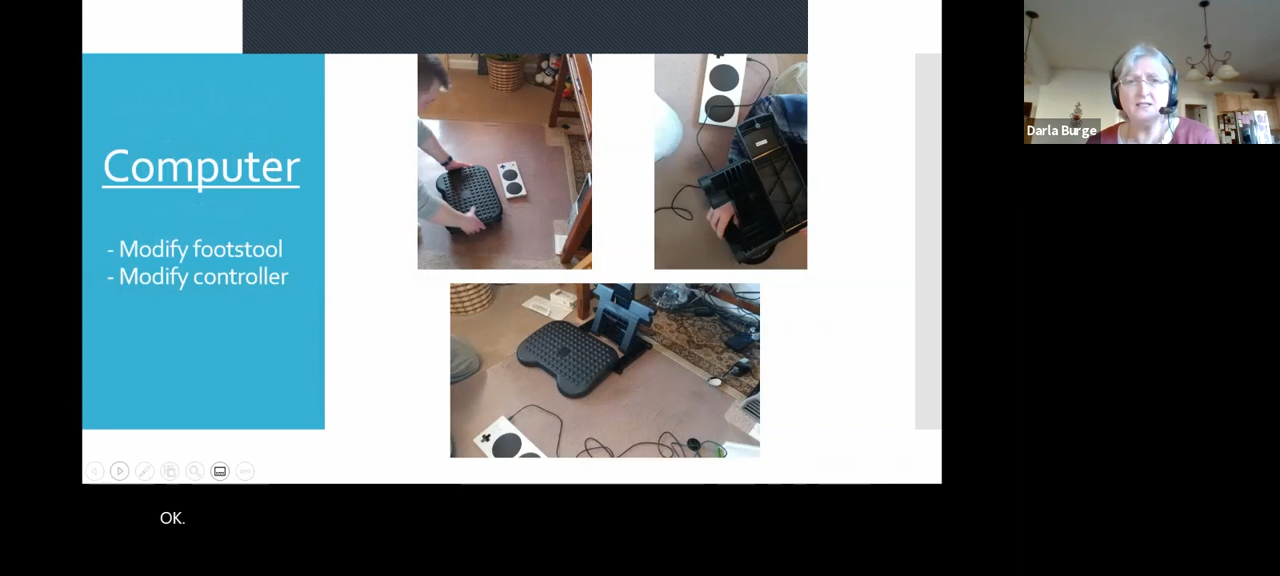 Computer
- Modify footstool
- Modify controller
Darla Burge
OK.